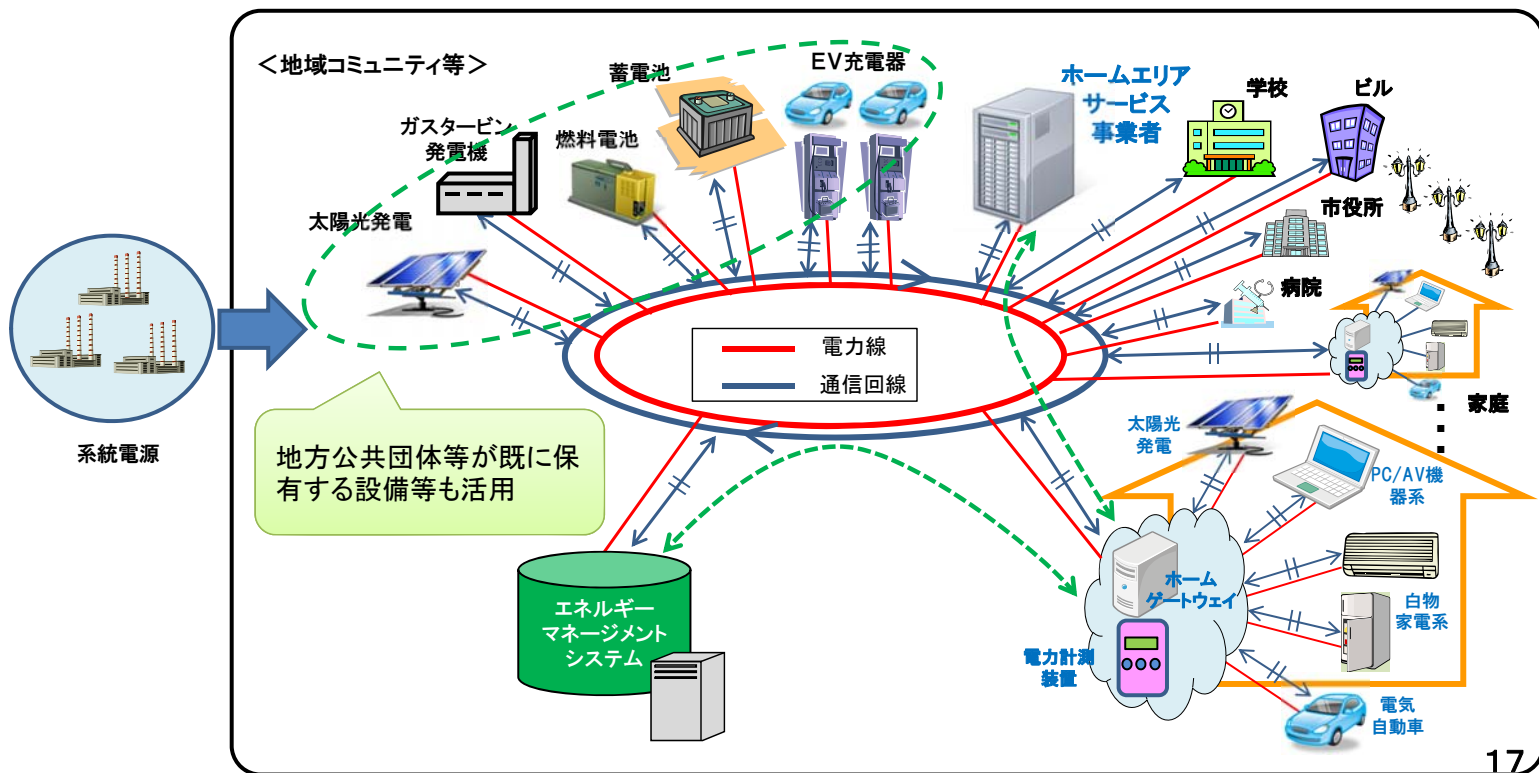 <地域コミュニティ等>
蓄電池
EV充電器
ホームエリア
サービス
事業者
学校
ビル
ガスタービン
発電機
燃料電池
太陽光発電
市役所
病院
系統電源
電力線
通信回線
家庭
地方公共団体等が既に保
有する設備等も活用
太陽光
発電
PC/AV機
器系
エネルギー
マネージメント
システム
ホーム
ゲートウェイ
白物
家電系
電力計測
装置
電気
自動車
17